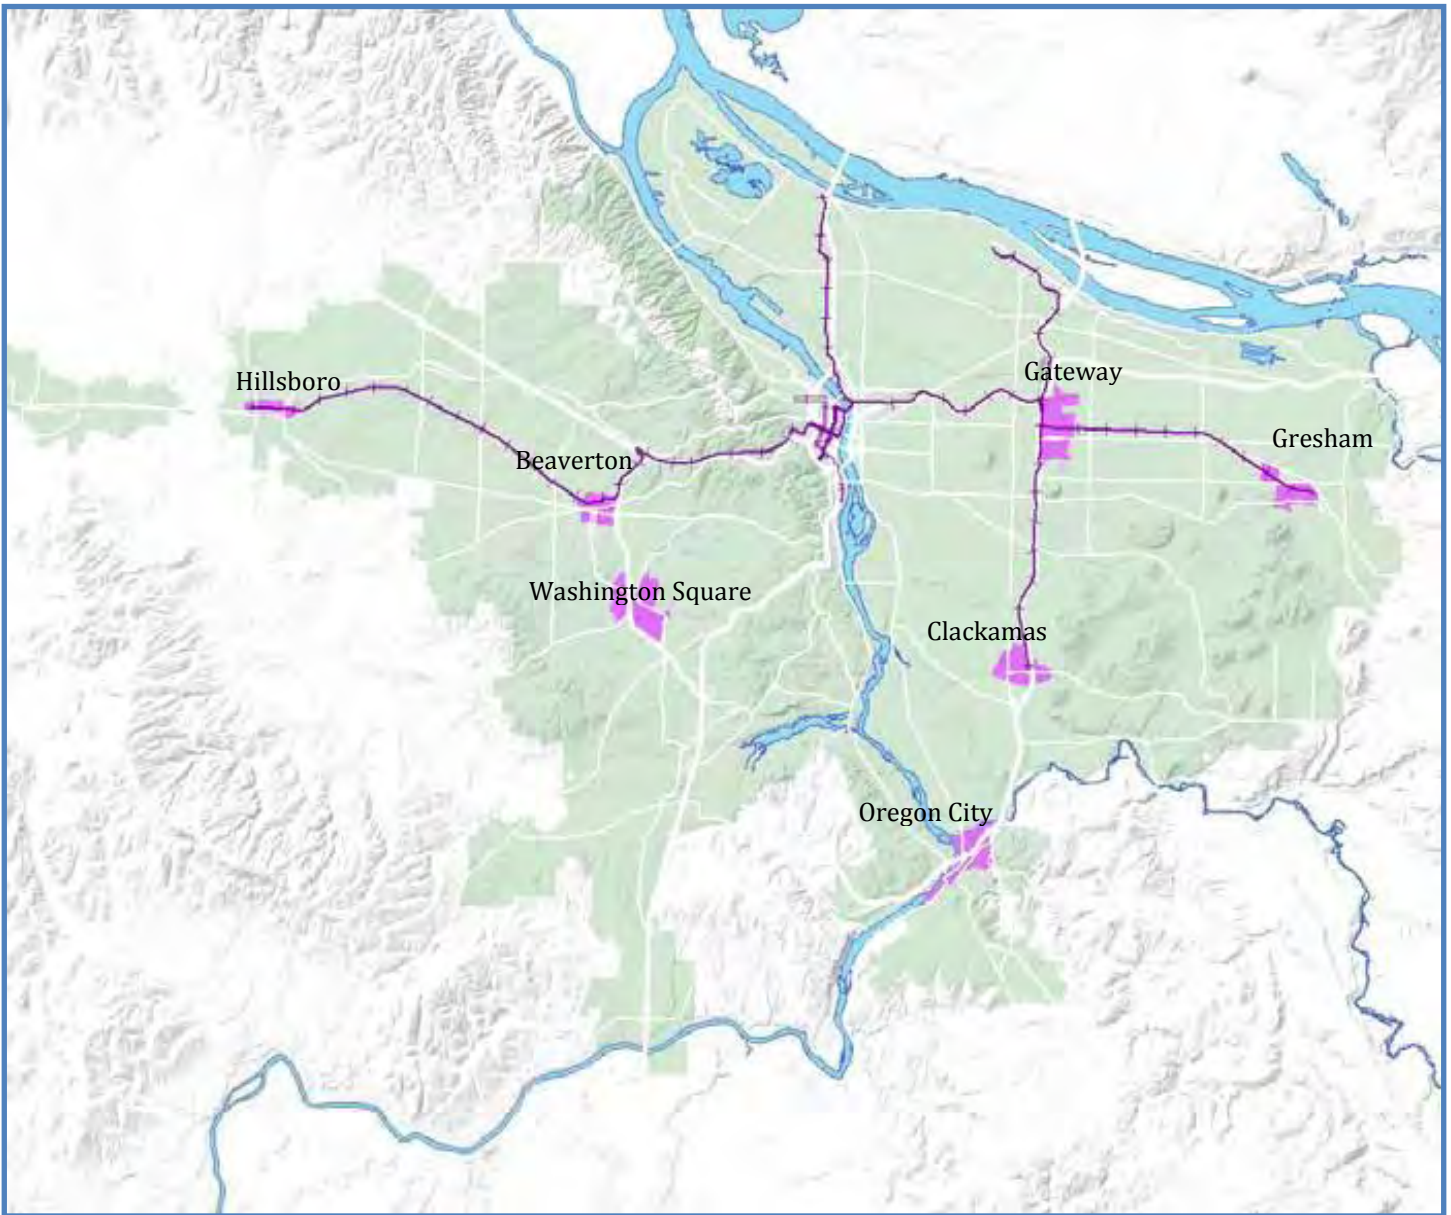 Gateway
Hillsboro
Gresham
Beaverton
Washington Square
Clackamas
Oregon City